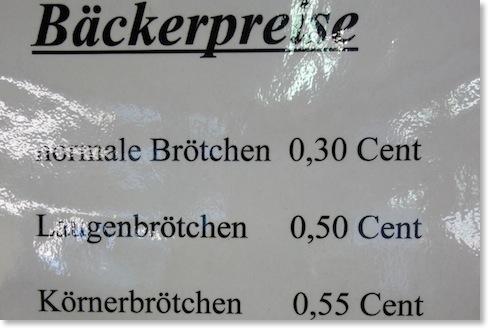 Bäckerpreise
normale Brötchen 0,30 Cent
Laugenbrötchen 0,50 Cent
Körnerbrötchen 0,55 Cent